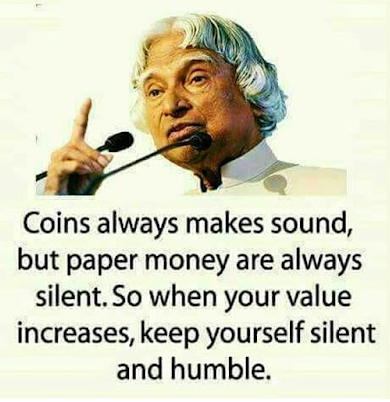 Coins always makes sound,
but paper money are always
silent. So when your value
increases, keep yourself silent
and humble.